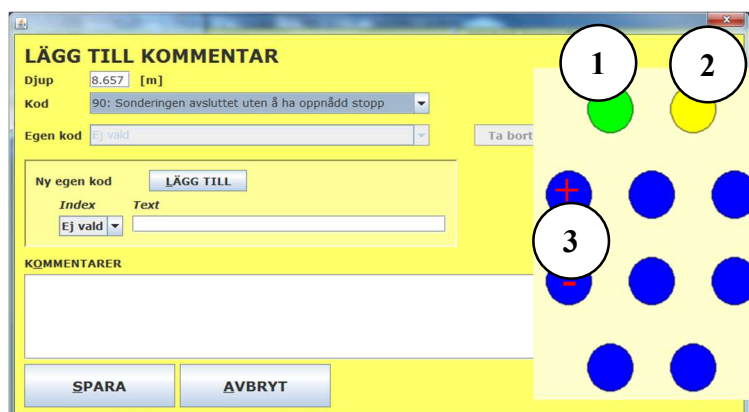 LÄGG TILL KOMMENTAR
Djup 8.657 [m]
Kod 90: Sonderingen avsluttet uten å ha oppnådd stopp
Egen kod Ej vald Ta bort
Ny egen kod LÄGG TILL
Index Text
Ej vald
KOMMENTARER
SPARA AVBRYT
1 2
+
3
-